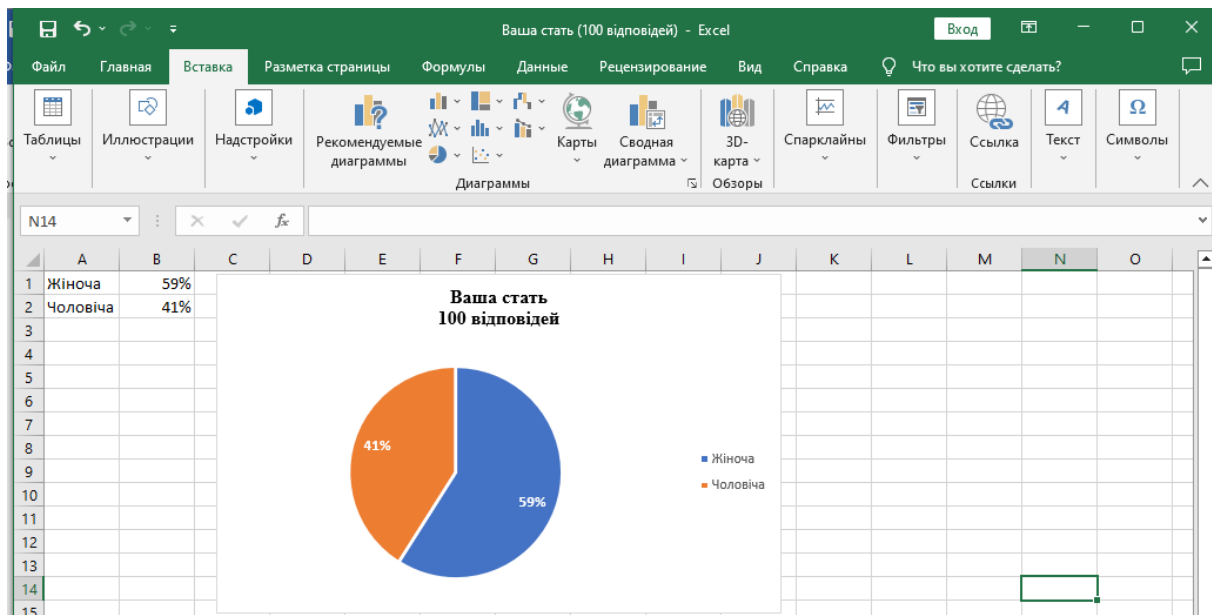 Ваша стать (100 відповідей) - Excel
Вход
Файл Главная Вставка Разметка страницы Формулы Данные Рецензирование Вид Справка Что вы хотите сделать?
Таблицы
Иллюстрации
Надстройки
Рекомендуемые
диаграммы
Карты
Сводная
диаграмма
Диаграммы
3D-
карта
Обзоры
Спарклайны
Фильтры
Ссылка
Ссылки
Текст
Символы
N14
fx
A B C D E F G H I J K L M N O
1 Жіноча 59%
2 Чоловіча 41%
3
4
5
6
7
8
9
10
11
12
13
14
15
Ваша стать
100 відповідей
41%
59%
Жіноча
Чоловіча